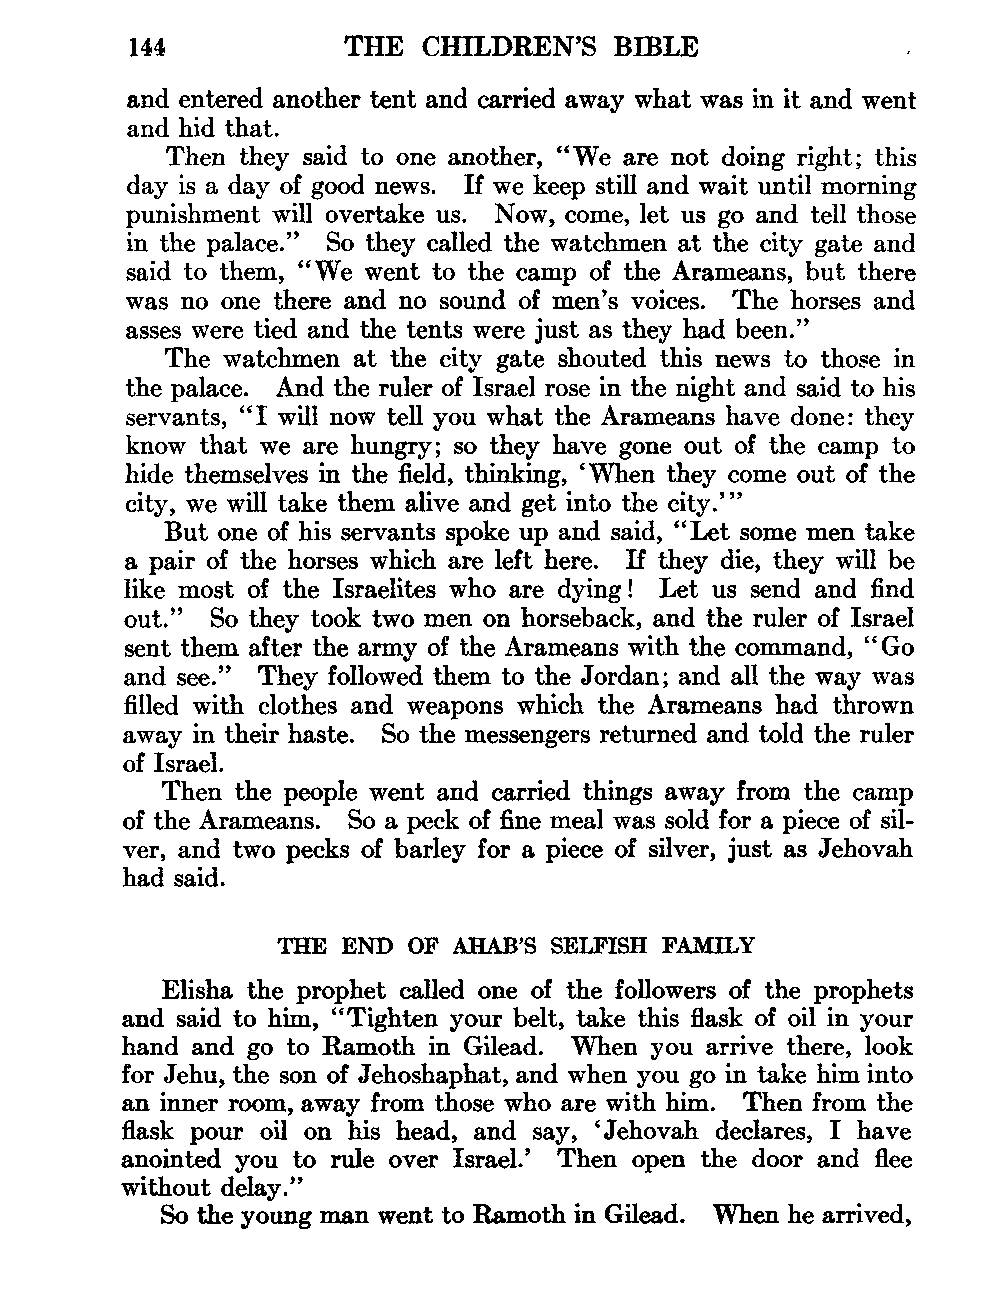 144 THE CHILDREN'S BIBLE
and entered another tent and carried away what was in it and went
and hid that.
Then they said to one another, “We are not doing right; this
day is a day of good news. If we keep still and wait until morning
punishment will overtake us. Now, come, let us go and tell those
in the palace.” So they called the watchmen at the city gate and
said to them, “We went to the camp of the Arameans, but there
was no one there and no sound of men’s voices. The horses and
asses were tied and the tents were just as they had been.”
The watchmen at the city gate shouted this news to those in
the palace. And the ruler of Israel rose in the night and said to his
servants, “I will now tell you what the Arameans have done: they
know that we are hungry; so they have gone out of the camp to
hide themselves in the field, thinking, ‘When they come out of the
city, we will take them alive and get into the city.’”
But one of his servants spoke up and said, “Let some men take
a pair of the horses which are left here. If they die, they will be
like most of the Israelites who are dying! Let us send and find
out.” So they took two men on horseback, and the ruler of Israel
sent them after the army of the Arameans with the command, “Go
and see.” They followed them to the Jordan; and all the way was
filled with clothes and weapons which the Arameans had thrown
away in their haste. So the messengers returned and told the ruler
of Israel.
Then the people went and carried things away from the camp
of the Arameans. So a peck of fine meal was sold for a piece of sil-
ver, and two pecks of barley for a piece of silver, just as Jehovah
had said.
THE END OF AHAB’S SELFISH FAMILY
Elisha the prophet called one of the followers of the prophets
and said to him, “Tighten your belt, take this flask of oil in your
hand and go to Ramoth in Gilead. When you arrive there, look
for Jehu, the son of Jehoshaphat, and when you go in take him into
an inner room, away from those who are with him. Then from the
flask pour oil on his head, and say, ‘Jehovah declares, I have
anointed you to rule over Israel.’ Then open the door and flee
without delay.”
So the young man went to Ramoth in Gilead. When he arrived,